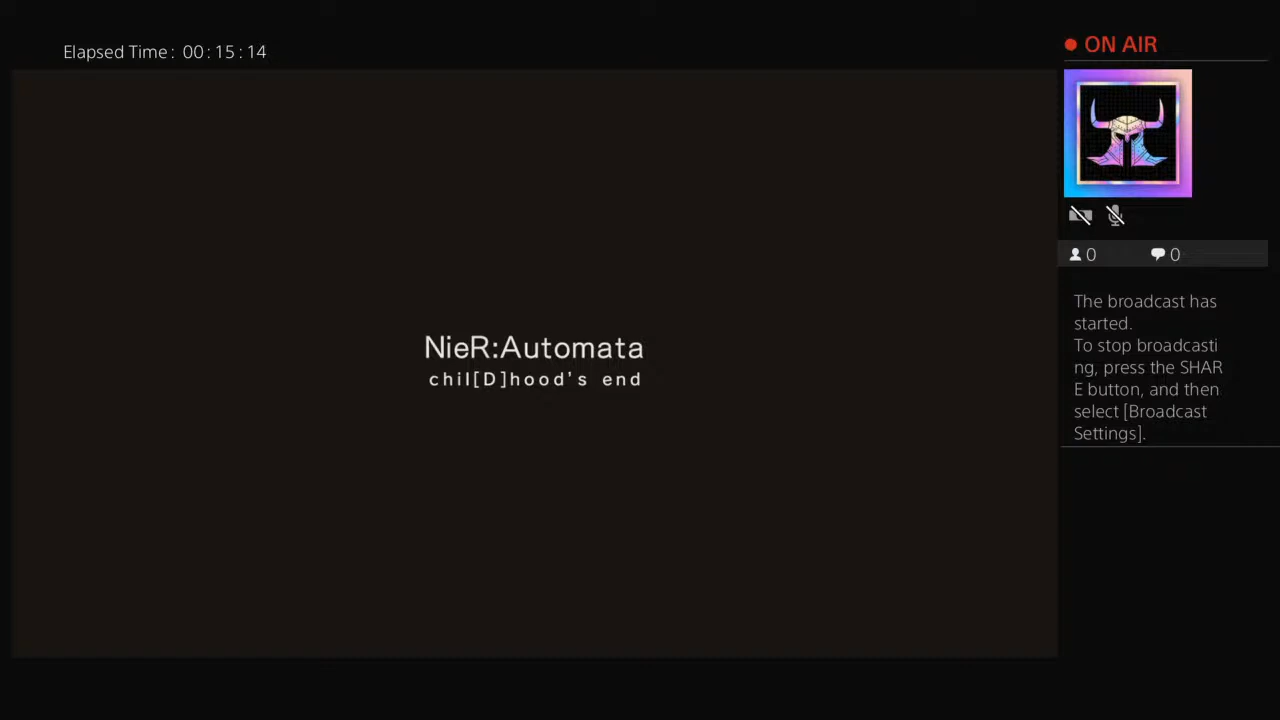 Elapsed Time: 00:15:14
ON AIR
0 0
The broadcast has
started.
To stop broadcasti
ng, press the SHAR
E button, and then
select [Broadcast
Settings].
NieR:Automata
chil[D]hood's end